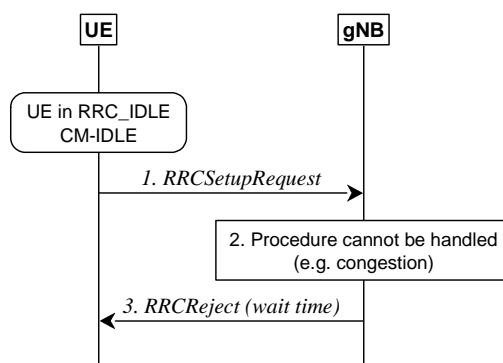 UE
gNB
UE in RRC_IDLE
CM-IDLE
1. RRCSetupRequest
2. Procedure cannot be handled
(e.g. congestion)
3. RRCReject (wait time)